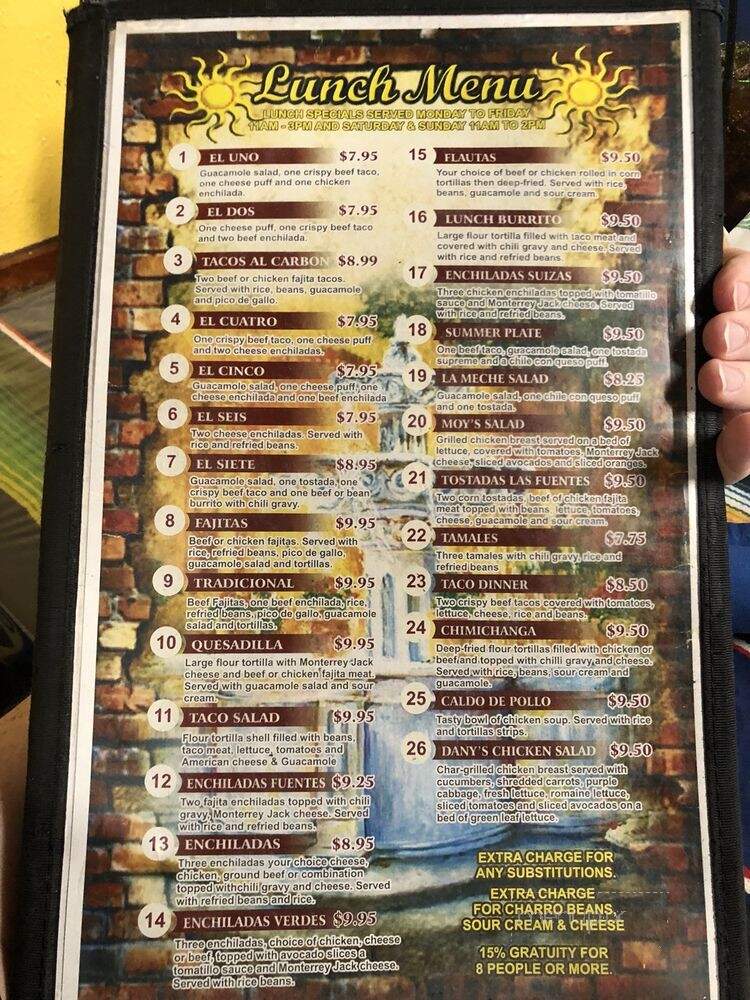 Lunch Menu
LUNCH SPECIALS SERVED MONDAY TO FRIDAY
11AM - 3PM AND SATURDAY & SUNDAY 11AM TO 2PM
1 EL UNO $7.95
Guacamole salad, one crispy beef taco,
one cheese puff and one chicken
enchilada.
2 EL DOS $7.95
One cheese puff, one crispy beef taco
and two beef enchilada.
3 TACOS AL CARBON $8.99
Two beef or chicken fajita tacos.
Served with rice, beans, guacamole
and pico de gallo.
4 EL CUATRO $7.95
One crispy beef taco, one cheese puff
and two cheese enchiladas.
5 EL CINCO $7.95
Guacamole salad, one cheese puff, one
cheese enchilada and one beef enchilada
6 EL SEIS $7.95
Two cheese enchiladas. Served with
rice and refried beans.
7 EL SIETE $8.95
Guacamole salad, one tostada, one
crispy beef taco and one beef or bean
burrito with chili gravy.
8 FAJITAS $9.95
Beef or chicken fajitas. Served with
rice, refried beans, pico de gallo,
guacamole salad and tortillas.
9 TRADICIONAL $9.95
Beef Fajitas, one beef enchilada, rice,
refried beans, pico de gallo, guacamole
salad and tortillas
10 QUESADILLA $9.95
Large flour tortilla with Monterrey Jack
cheese and beef or chicken fajita meat.
Served with guacamole salad and sour
cream.
11 TACO SALAD $9.95
Flour tortilla shell filled with beans,
taco meat, lettuce, tomatoes and
American cheese & Guacamole
12 ENCHILADAS FUENTES $9.25
Two fajita enchiladas topped with chili
gravy, Monterrey Jack cheese. Served
with rice and refried beans.
13 ENCHILADAS $8.95
Three enchiladas your choice cheese,
chicken, ground beef or combination
topped withchili gravy and cheese. Served
with refried beans and rice.
14 ENCHILADAS VERDES $9.95
Three enchiladas, choice of chicken, cheese
or beef, topped with avocado slices a
tomatillo sauce and Monterrey Jack cheese.
Served with rice beans.
15 FLAUTAS $9.50
Your choice of beef or chicken rolled in corn
tortillas then deep-fried. Served with rice,
beans, guacamole and sour cream.
16 LUNCH BURRITO $9.50
Large flour tortilla filled with taco meat and
covered with chili gravy and cheese. Served
with rice and refried beans.
17 ENCHILADAS SUIZAS $9.50
Three chicken enchiladas topped with tomatillo
sauce and Monterrey Jack cheese. Served
with rice and refried beans.
18 SUMMER PLATE $9.50
One beef taco, guacamole salad, one tostada
supreme and a chile con queso puff.
19 LA MECHE SALAD $8.25
Guacamole salad, one chile con queso puff
and one tostada.
20 MOY'S SALAD $9.50
Grilled chicken breast served on a bed of
lettuce, covered with tomatoes, Monterrey Jack
cheese, sliced avocados and sliced oranges.
21 TOSTADAS LAS FUENTES $9.50
Two corn tostadas, beef of chicken fajita
meat topped with beans, lettuce, tomatoes,
cheese, guacamole and sour cream.
22 TAMALES $7.75
Three tamales with chili gravy, rice and
refried beans
23 TACO DINNER $8.50
Two crispy beef tacos covered with tomatoes,
lettuce, cheese, rice and beans.
24 CHIMICHANGA $9.50
Deep-fried flour tortillas filled with chicken or
beef and topped with chilli gravy and cheese.
Served with rice, beans, sour cream and
guacamole.
25 CALDO DE POLLO $9.50
Tasty bowl of chicken soup. Served with rice
and tortillas strips.
26 DANY'S CHICKEN SALAD $9.50
Char-grilled chicken breast served with
cucumbers, shredded carrots, purple
cabbage, fresh lettuce, romaine lettuce,
sliced tomatoes and sliced avocados on a
bed of green leaf lettuce.
EXTRA CHARGE FOR
ANY SUBSTITUTIONS.
EXTRA CHARGE
FOR CHARRO BEANS,
SOUR CREAM & CHEESE
15% GRATUITY FOR
8 PEOPLE OR MORE.